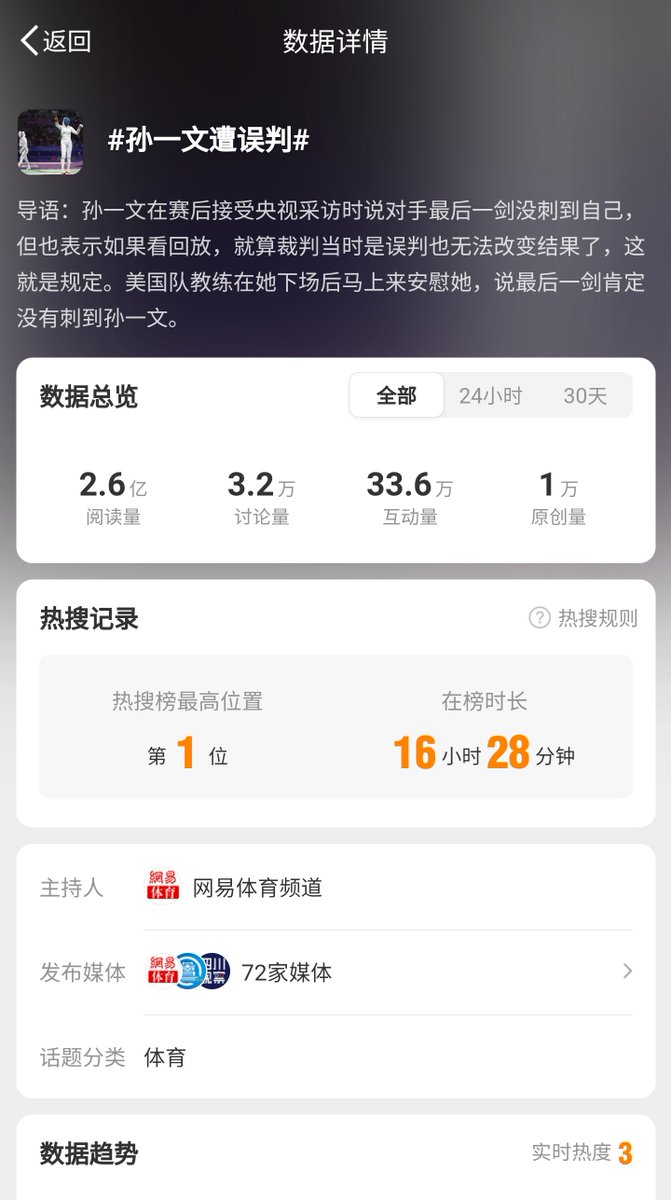 返回
数据详情
#孙一文遭误判#
导语：孙一文在赛后接受央视采访时说对手最后一剑没刺到自己，
但也表示如果看回放，就算裁判当时是误判也无法改变结果了，这
就是规定。美国队教练在她下场后马上来安慰她，说最后一剑肯定
没有刺到孙一文。
数据总览
全部 24小时 30天
2.6亿 3.2万 33.6万 1万
阅读量 讨论量 互动量 原创量
热搜记录
? 热搜规则
热搜榜最高位置 在榜时长
第 1 位 16小时28分钟
主持人 網易体育 网易体育频道
发布媒体 網易体育 72家媒体
话题分类 体育
数据趋势 实时热度 3